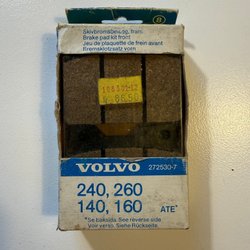 Skivbromsbelägg, fram.
Brake pad kit front
Jeu de plaquette de frein avant
Bremsklotzsatz vorn
VOLVO
272530-7
240, 260
140, 160
ATE*
*Se baksida. See reverse side
Voir verso. Siehe Rückseite.